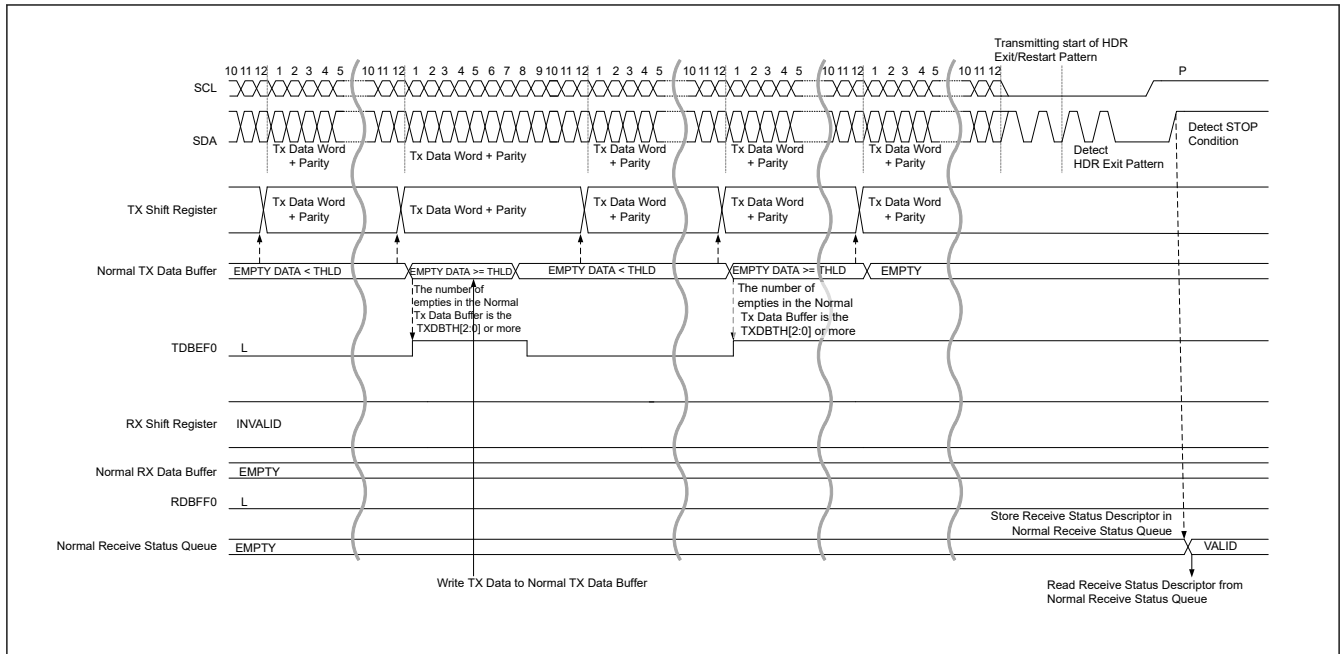 Transmitting start of HDR
Exit/Restart Pattern
10 11 12 1 2 3 4 5 10 11 12 1 2 3 4 5 6 7 8 9 10 11 12 1 2 3 4 5 10 11 12 1 2 3 4 5 10 11 12 1 2 3 4 5 10 11 12 P
SCL
SDA
Tx Data Word
+ Parity
Tx Data Word + Parity
Tx Data Word
+ Parity
Tx Data Word
+ Parity
Tx Data Word
+ Parity
Detect
HDR Exit Pattern
Detect STOP
Condition
TX Shift Register
Tx Data Word
+ Parity
Tx Data Word + Parity
Tx Data Word
+ Parity
Tx Data Word
+ Parity
Tx Data Word
+ Parity
Normal TX Data Buffer
EMPTY DATA < THLD
EMPTY DATA >= THLD
EMPTY DATA < THLD
EMPTY DATA >= THLD
EMPTY
The number of
empties in the Normal
Tx Data Buffer is the
TXDBTH[2:0] or more
The number of
empties in the Normal
Tx Data Buffer is the
TXDBTH[2:0] or more
TDBEF0 L
RX Shift Register INVALID
Normal RX Data Buffer EMPTY
RDBFF0 L
Store Receive Status Descriptor in
Normal Receive Status Queue
Normal Receive Status Queue EMPTY VALID
Write TX Data to Normal TX Data Buffer
Read Receive Status Descriptor from
Normal Receive Status Queue